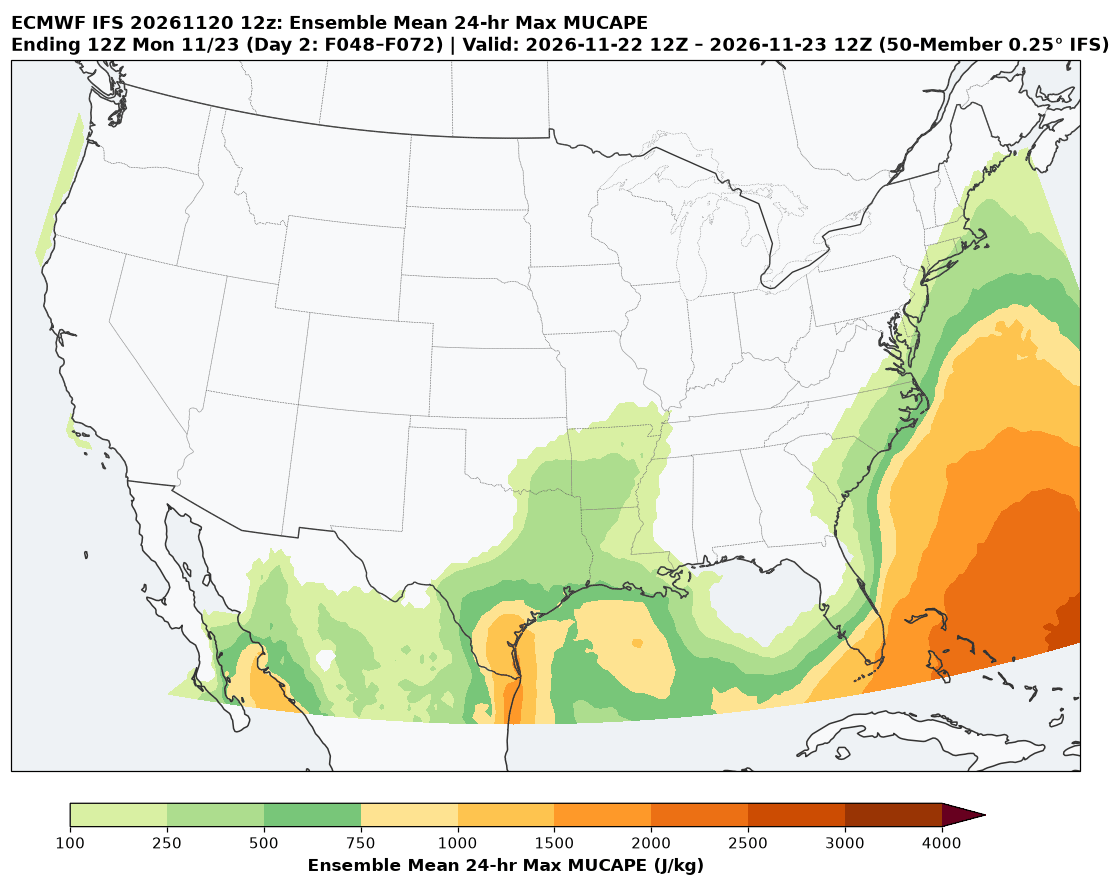 ECMWF IFS 20261120 12z: Ensemble Mean 24-hr Max MUCAPE
Ending 12Z Mon 11/23 (Day 2: F048–F072) | Valid: 2026-11-22 12Z – 2026-11-23 12Z (50-Member 0.25° IFS)
100 250 500 750 1000 1500 2000 2500 3000 4000
Ensemble Mean 24-hr Max MUCAPE (J/kg)